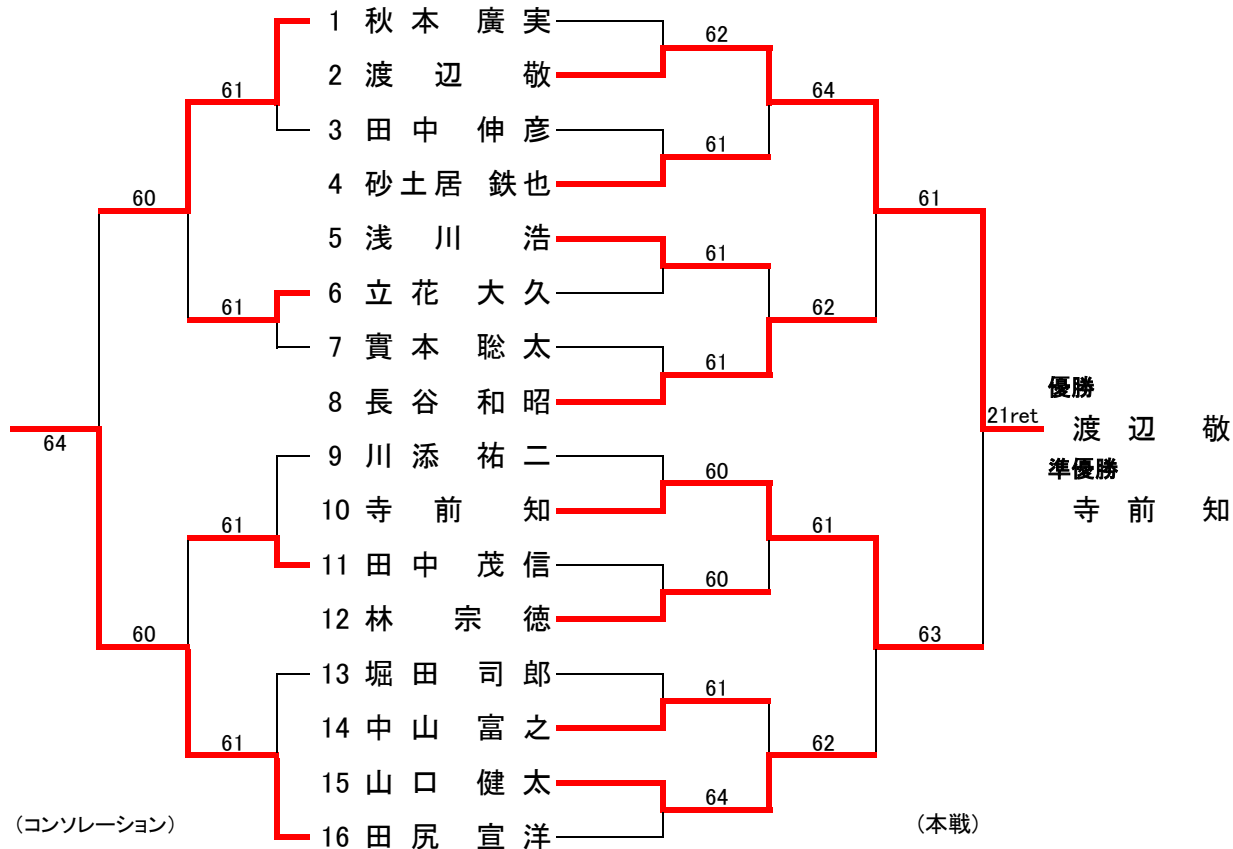 1 秋本 廣実
62
2 渡辺 敬
61
64
3 田中 伸彦
61
4 砂土居 鉄也
60
61
5 浅川 浩
61
6 立花 大久
61
62
7 實本 聡太
61
8 長谷 和昭
優勝
21ret
渡辺 敬
64
9 川添 祐二
準優勝
60
10 寺前 知
寺前 知
61
61
11 田中 茂信
60
12 林 宗徳
60
63
13 堀田 司郎
61
14 中山 富之
61
62
15 山口 健太
64
(コンソレーション)
(本戦)
16 田尻 宣洋